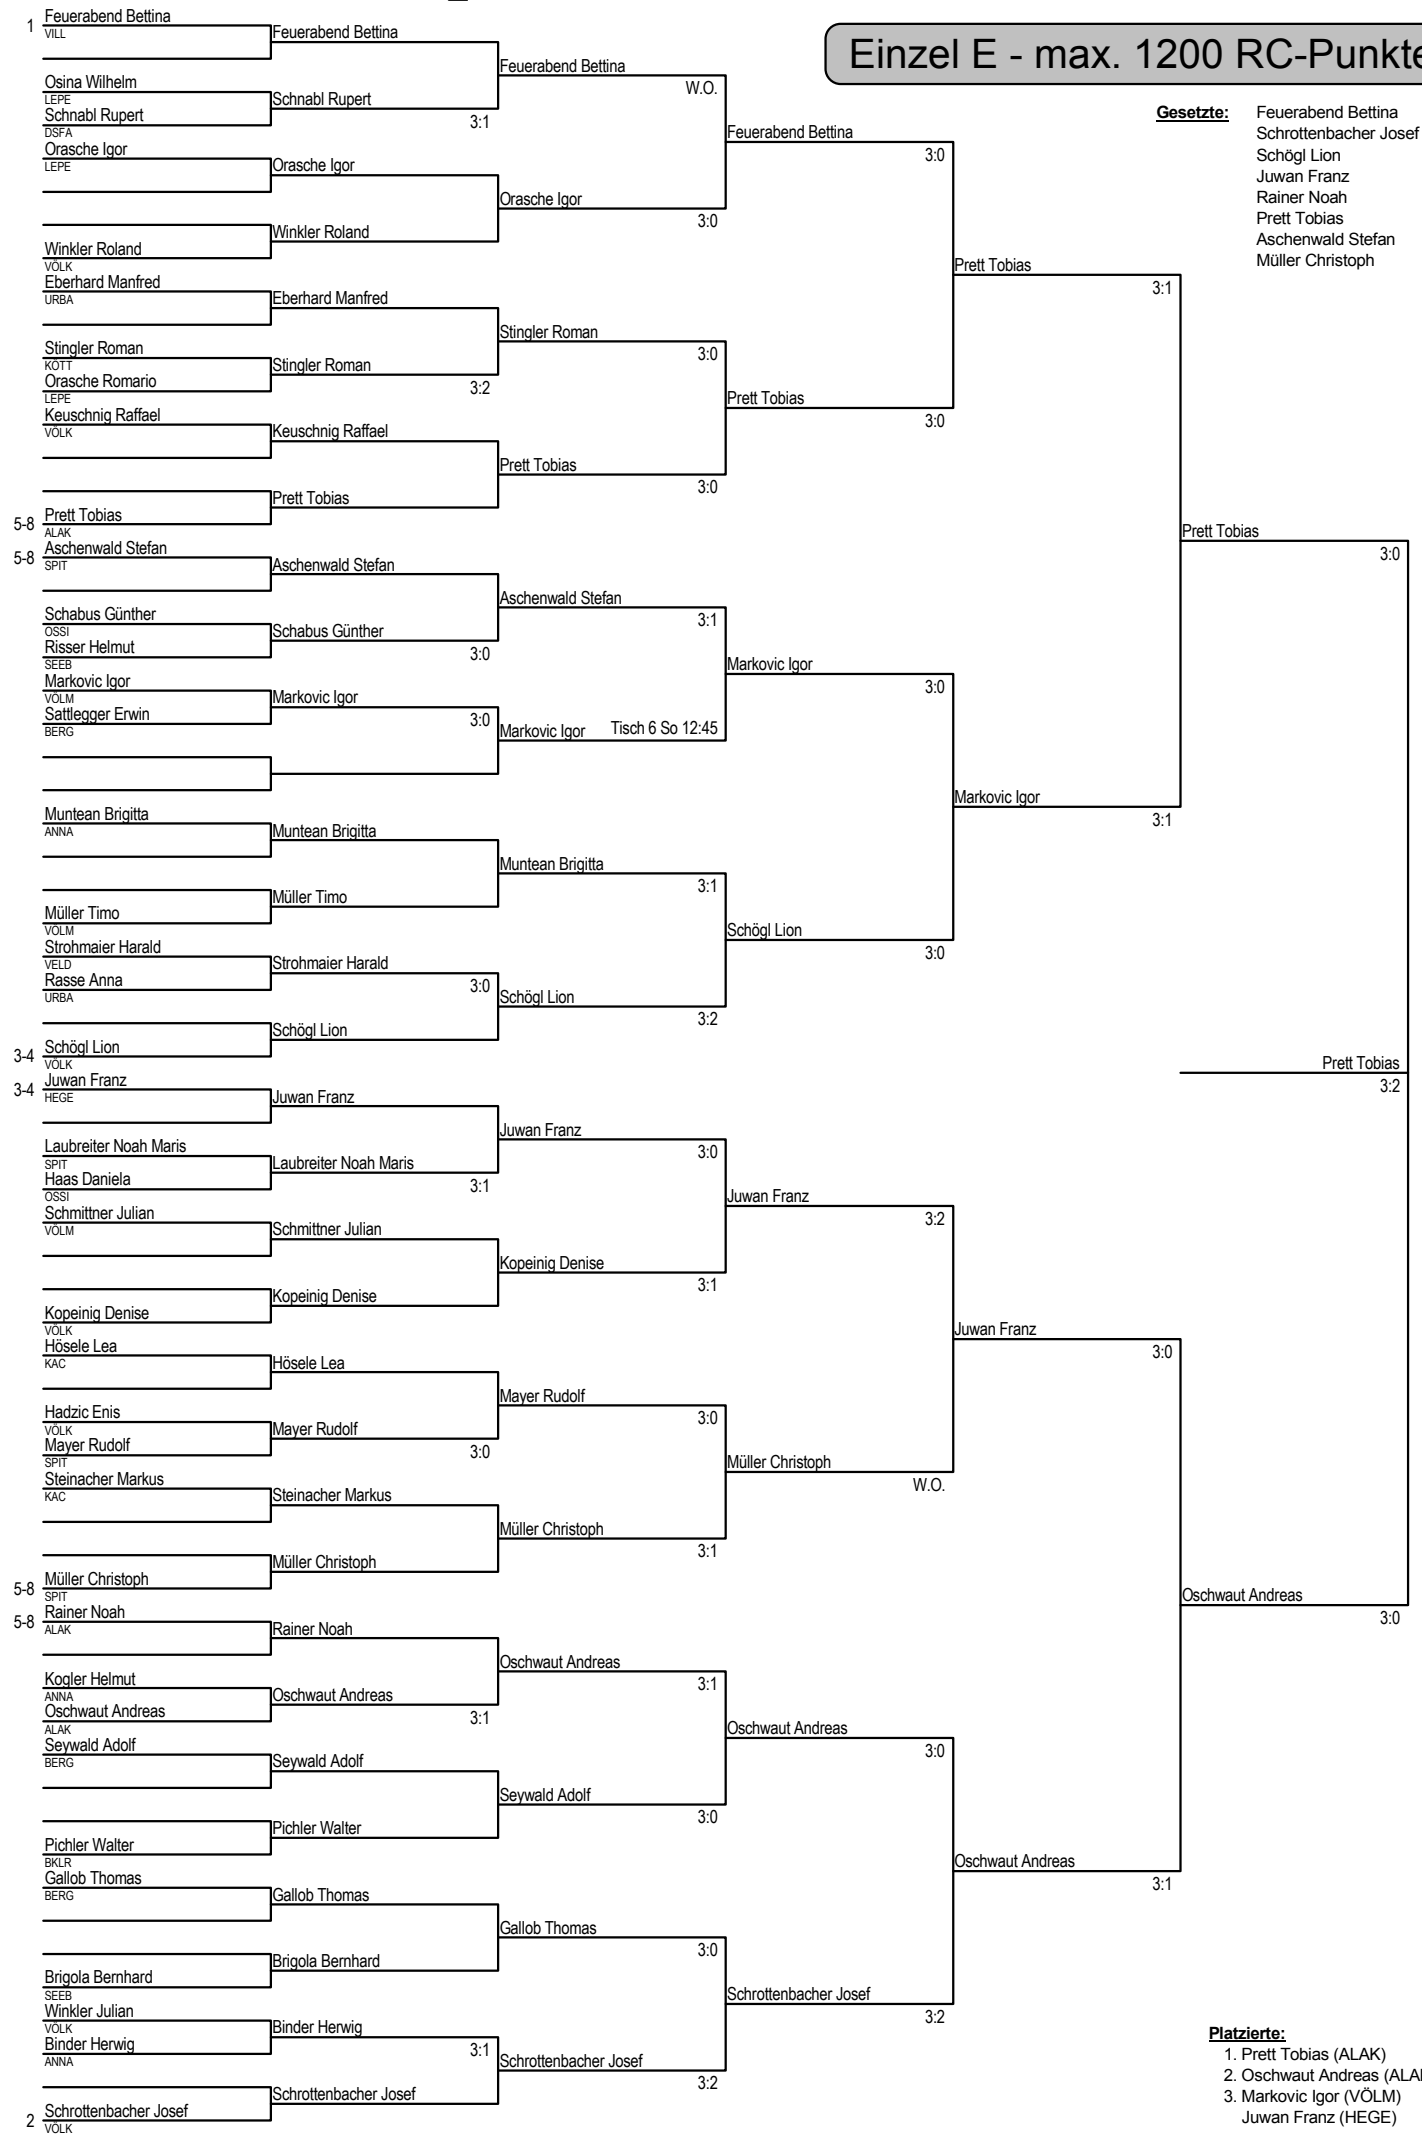 Einzel E - max. 1200 RC-Punkte
Gesetzte: Feuerabend Bettina
Schrottenbacher Josef
Schögl Lion
Juwan Franz
Rainer Noah
Prett Tobias
Aschenwald Stefan
Müller Christoph
1 Feuerabend Bettina
VILL
Osina Wilhelm
LEPE
Schnabl Rupert
DSFA
Orasche Igor
LEPE
Winkler Roland
VÖLK
Eberhard Manfred
URBA
Stingler Roman
KÖTT
Orasche Romario
LEPE
Keuschnig Raffael
VÖLK
5-8 Prett Tobias
ALAK
5-8 Aschenwald Stefan
SPIT
Schabus Günther
OSSI
Risser Helmut
SEEB
Markovic Igor
VÖLM
Sattlegger Erwin
BERG
Muntean Brigitta
ANNA
Müller Timo
VÖLM
Strohmaier Harald
VELD
Rasse Anna
URBA
3-4 Schögl Lion
VÖLK
3-4 Juwan Franz
HEGE
Laubreiter Noah Maris
SPIT
Haas Daniela
OSSI
Schmittner Julian
VÖLM
Kopeinig Denise
VÖLK
Hösele Lea
KAC
Hadzic Enis
VÖLK
Mayer Rudolf
SPIT
Steinacher Markus
KAC
5-8 Müller Christoph
SPIT
5-8 Rainer Noah
ALAK
Kogler Helmut
ANNA
Oschwaut Andreas
ALAK
Seywald Adolf
BERG
Pichler Walter
BKLR
Gallob Thomas
BERG
Brigola Bernhard
SEEB
Winkler Julian
VÖLK
Binder Herwig
ANNA
2 Schrottenbacher Josef
VÖLK
Feuerabend Bettina
Schnabl Rupert
3:1
Orasche Igor
Winkler Roland
Eberhard Manfred
Stingler Roman
3:2
Keuschnig Raffael
Prett Tobias
Aschenwald Stefan
Schabus Günther
3:0
Markovic Igor
3:0
Muntean Brigitta
Müller Timo
Strohmaier Harald
3:0
Schögl Lion
Juwan Franz
Laubreiter Noah Maris
3:1
Schmittner Julian
Kopeinig Denise
Hösele Lea
Mayer Rudolf
3:0
Steinacher Markus
Müller Christoph
Rainer Noah
Oschwaut Andreas
3:1
Seywald Adolf
Pichler Walter
Gallob Thomas
Brigola Bernhard
Binder Herwig
3:1
Schrottenbacher Josef
Feuerabend Bettina
W.O.
Orasche Igor
3:0
Stingler Roman
3:0
Prett Tobias
3:0
Aschenwald Stefan
3:1
Markovic Igor Tisch 6 So 12:45
Muntean Brigitta
3:1
Schögl Lion
3:2
Juwan Franz
3:0
Kopeinig Denise
3:1
Mayer Rudolf
3:0
Müller Christoph
3:1
Oschwaut Andreas
3:1
Seywald Adolf
3:0
Gallob Thomas
3:0
Schrottenbacher Josef
3:2
Feuerabend Bettina
3:0
Prett Tobias
3:0
Markovic Igor
3:0
Schögl Lion
3:0
Juwan Franz
3:2
Müller Christoph
W.O.
Oschwaut Andreas
3:0
Schrottenbacher Josef
3:2
Prett Tobias
3:1
Markovic Igor
3:1
Juwan Franz
3:0
Oschwaut Andreas
3:1
Prett Tobias
3:0
Oschwaut Andreas
3:0
Prett Tobias
3:2
Platzierte:
1. Prett Tobias (ALAK)
2. Oschwaut Andreas (ALA
3. Markovic Igor (VÖLM)
Juwan Franz (HEGE)